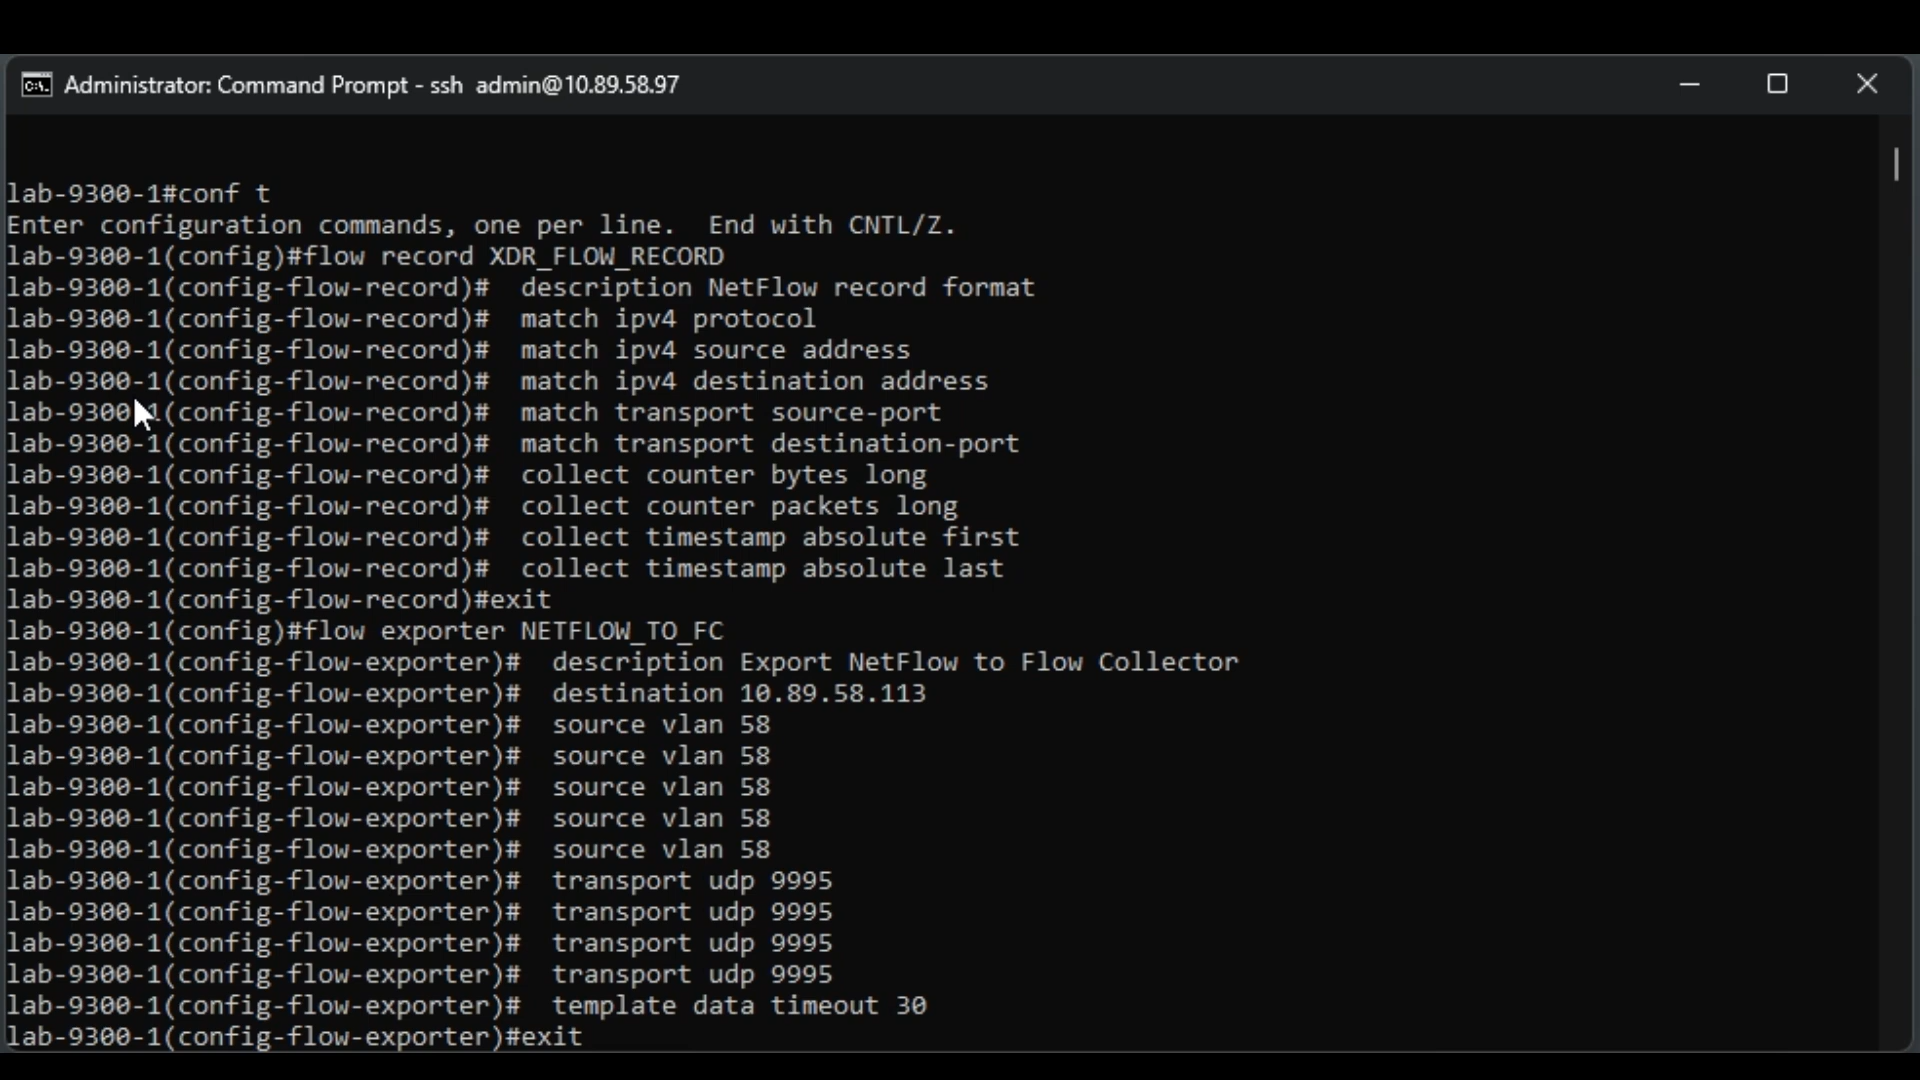 Administrator: Command Prompt - ssh  admin@10.89.58.97
lab-9300-1#conf t
Enter configuration commands, one per line.  End with CNTL/Z.
lab-9300-1(config)#flow record XDR_FLOW_RECORD
lab-9300-1(config-flow-record)#  description NetFlow record format
lab-9300-1(config-flow-record)#  match ipv4 protocol
lab-9300-1(config-flow-record)#  match ipv4 source address
lab-9300-1(config-flow-record)#  match ipv4 destination address
lab-9300-1(config-flow-record)#  match transport source-port
lab-9300-1(config-flow-record)#  match transport destination-port
lab-9300-1(config-flow-record)#  collect counter bytes long
lab-9300-1(config-flow-record)#  collect counter packets long
lab-9300-1(config-flow-record)#  collect timestamp absolute first
lab-9300-1(config-flow-record)#  collect timestamp absolute last
lab-9300-1(config-flow-record)#exit
lab-9300-1(config)#flow exporter NETFLOW_TO_FC
lab-9300-1(config-flow-exporter)#  description Export NetFlow to Flow Collector
lab-9300-1(config-flow-exporter)#  destination 10.89.58.113
lab-9300-1(config-flow-exporter)#  source vlan 58
lab-9300-1(config-flow-exporter)#  source vlan 58
lab-9300-1(config-flow-exporter)#  source vlan 58
lab-9300-1(config-flow-exporter)#  source vlan 58
lab-9300-1(config-flow-exporter)#  source vlan 58
lab-9300-1(config-flow-exporter)#  transport udp 9995
lab-9300-1(config-flow-exporter)#  transport udp 9995
lab-9300-1(config-flow-exporter)#  transport udp 9995
lab-9300-1(config-flow-exporter)#  transport udp 9995
lab-9300-1(config-flow-exporter)#  template data timeout 30
lab-9300-1(config-flow-exporter)#exit